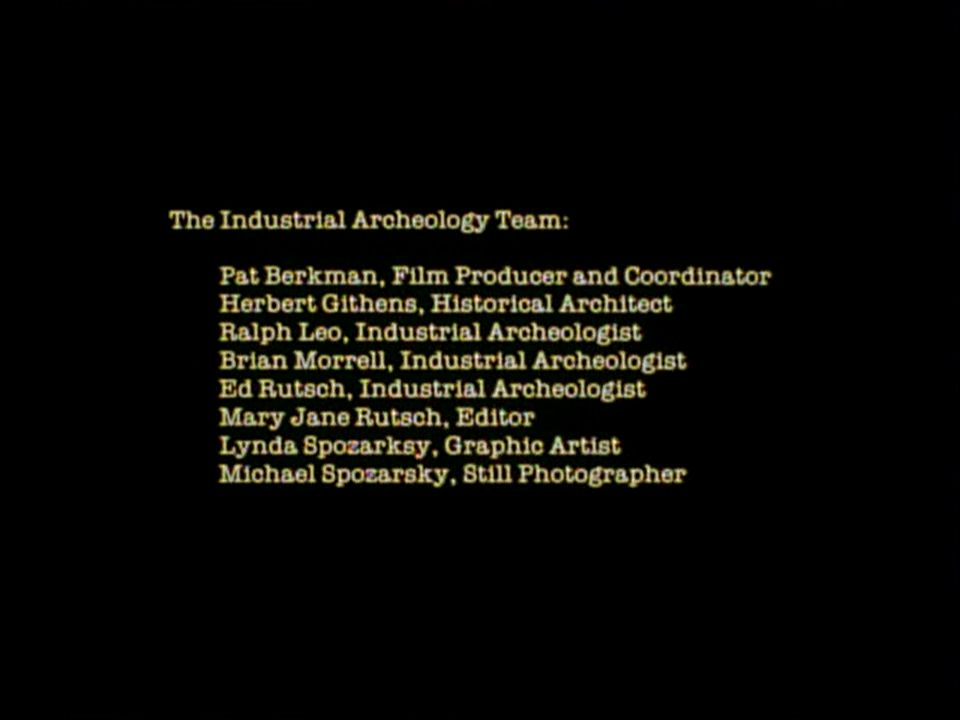 The Industrial Archeology Team:
Pat Berkman, Film Producer and Coordinator
Herbert Githens, Historical Architect
Ralph Leo, Industrial Archeologist
Brian Morrell, Industrial Archeologist
Ed Rutsch, Industrial Archeologist
Mary Jane Rutsch, Editor
Lynda Spozarksy, Graphic Artist
Michael Spozarsky, Still Photographer